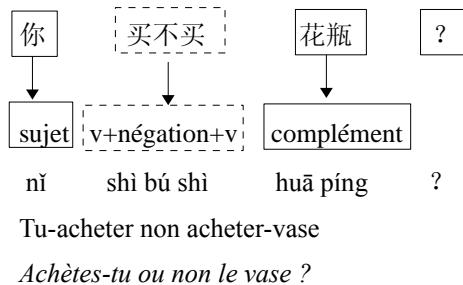 你 买不买 花瓶 ?
sujet v+négation+v complément
nǐ shì bú shì huā píng ?
Tu-acheter non acheter-vase
Achètes-tu ou non le vase ?